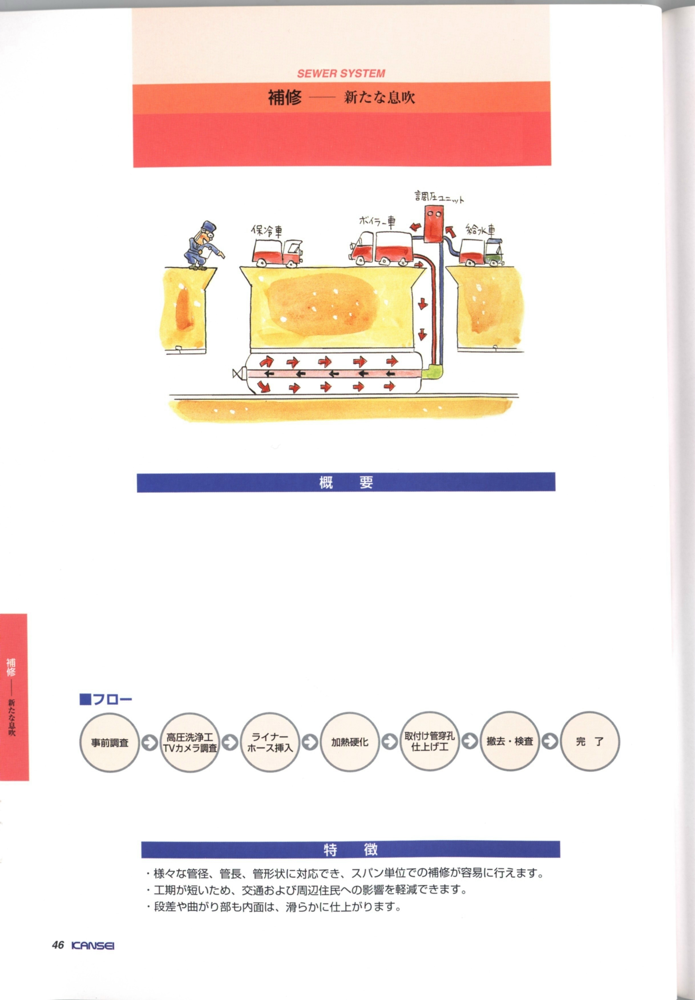 SEWER SYSTEM
補修 ―― 新たな息吹
調圧ユニット
ボイラー車
保冷車
給水車
概　要
補修 ―― 新たな息吹
■フロー
事前調査
高圧洗浄工
TVカメラ調査
ライナー
ホース挿入
加熱硬化
取付け管穿孔
仕上げ工
撤去・検査
完　了
特　徴
・様々な管径、管長、管形状に対応でき、スパン単位での補修が容易に行えます。
・工期が短いため、交通および周辺住民への影響を軽減できます。
・段差や曲がり部も内面は、滑らかに仕上がります。
46 KANSEI